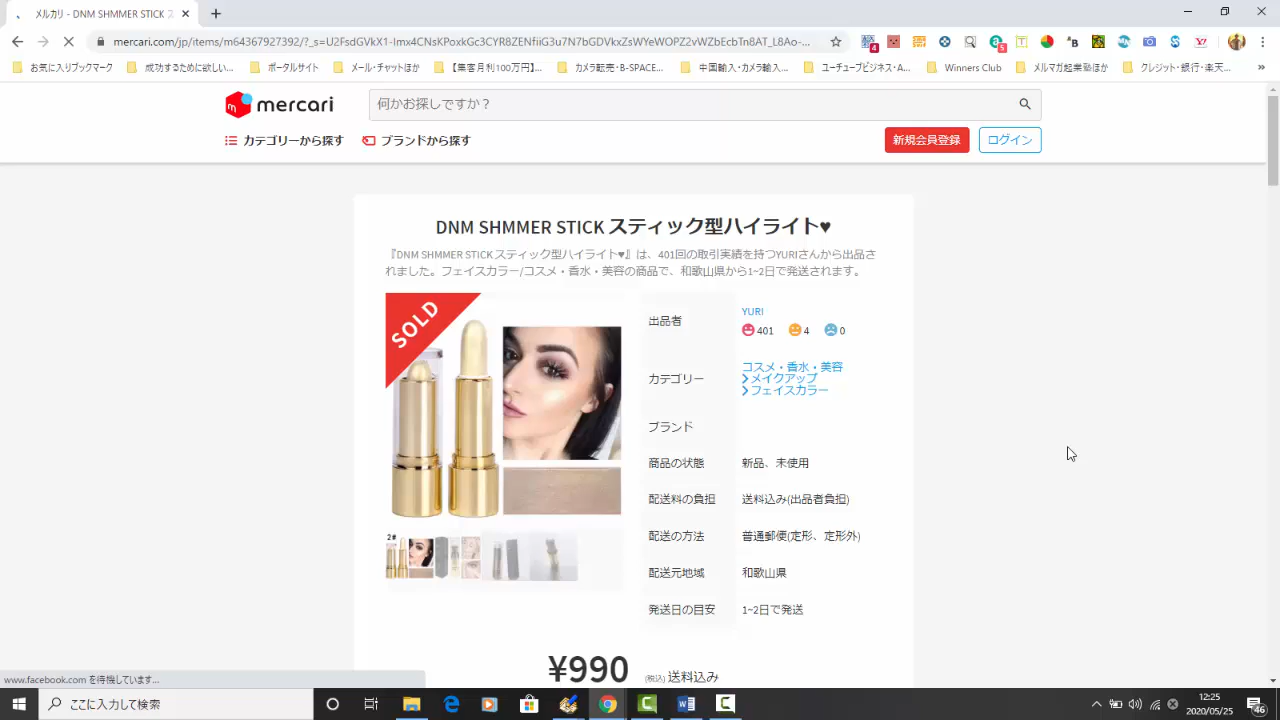 メルカリ - DNM SHMMER STICK ス
mercari.com/jp/items/m64367927392/?_s=U2FsdGVkX1-Imx4CNsKRpxkGc3CYR8ZENfiiG3u7N7bGDVkxZsWYeWOPZ2vWZbEcbTn8AT_L8Ao-...
お気に入りブックマーク
成功するために欲しい...
ポータルサイト
メール・チャットほか
【集客月利100万円】...
カメラ転売・B-SPACE...
中国輸入・カメラ輸入...
ユーチューブビジネス・A...
Winners Club
メルマガ起業塾ほか
クレジット・銀行・楽天...
mercari
何かお探しですか？
カテゴリーから探す
ブランドから探す
新規会員登録
ログイン
DNM SHMMER STICK スティック型ハイライト♥
『DNM SHMMER STICK スティック型ハイライト♥』は、401回の取引実績を持つYURIさんから出品さ
れました。フェイスカラー/コスメ・香水・美容の商品で、和歌山県から1~2日で発送されます。
SOLD
2#
出品者
YURI
401 4 0
カテゴリー
コスメ・香水・美容
メイクアップ
フェイスカラー
ブランド
商品の状態
新品、未使用
配送料の負担
送料込み(出品者負担)
配送の方法
普通郵便(定形、定形外)
配送元地域
和歌山県
発送日の目安
1~2日で発送
¥990 (税込) 送料込み
www.facebook.com を待機しています...
ここに入力して検索
12:25
2020/05/25
46